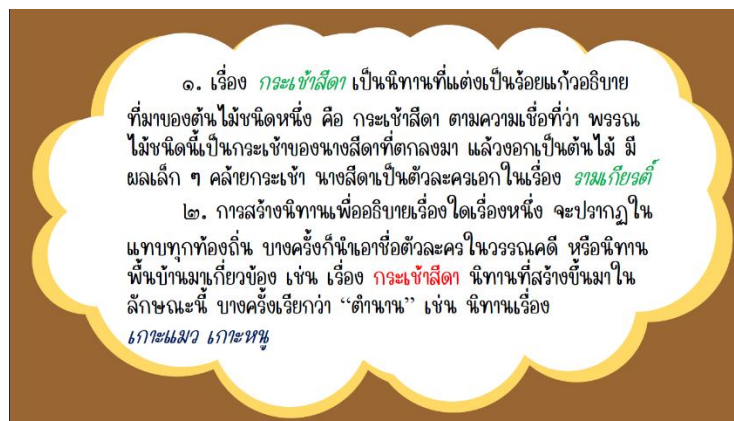 ๑. เรื่อง กระเช้าสีดา เป็นนิทานที่แต่งเป็นร้อยแก้วอธิบาย
ที่มาของต้นไม้ชนิดหนึ่ง คือ กระเช้าสีดา ตามความเชื่อที่ว่า พรรณ
ไม้ชนิดนี้เป็นกระเช้าของนางสีดาที่ตกลงมา แล้วงอกเป็นต้นไม้ มี
ผลเล็ก ๆ คล้ายกระเช้า นางสีดาเป็นตัวละครเอกในเรื่อง รามเกียรติ์
๒. การสร้างนิทานเพื่ออธิบายเรื่องใดเรื่องหนึ่ง จะปรากฏใน
แทบทุกท้องถิ่น บางครั้งก็นำเอาชื่อตัวละครในวรรณคดี หรือนิทาน
พื้นบ้านมาเกี่ยวข้อง เช่น เรื่อง กระเช้าสีดา นิทานที่สร้างขึ้นมาใน
ลักษณะนี้ บางครั้งเรียกว่า “ตำนาน” เช่น นิทานเรื่อง
เกาะแมว เกาะหนู